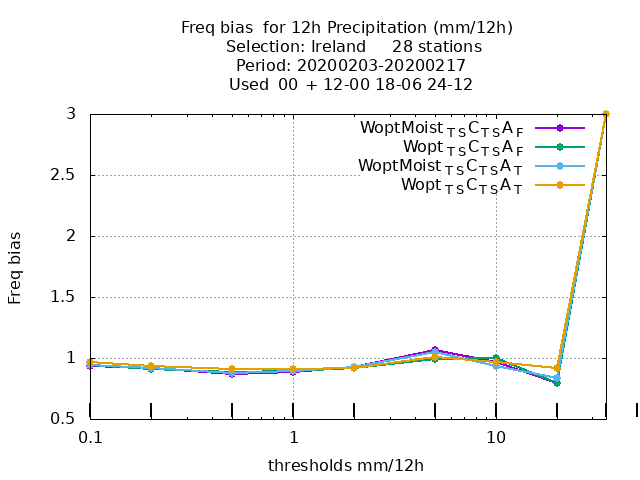 Freq bias  for 12h Precipitation (mm/12h)
Selection: Ireland     28 stations
Period: 20200203-20200217
Used  00  + 12-00 18-06 24-12
WoptMoist TS C TS A F
Wopt TS C TS A F
WoptMoist TS C TS A T
Wopt TS C TS A T
3
2.5
2
1.5
1
0.5
Freq bias
0.1 1 10
thresholds mm/12h